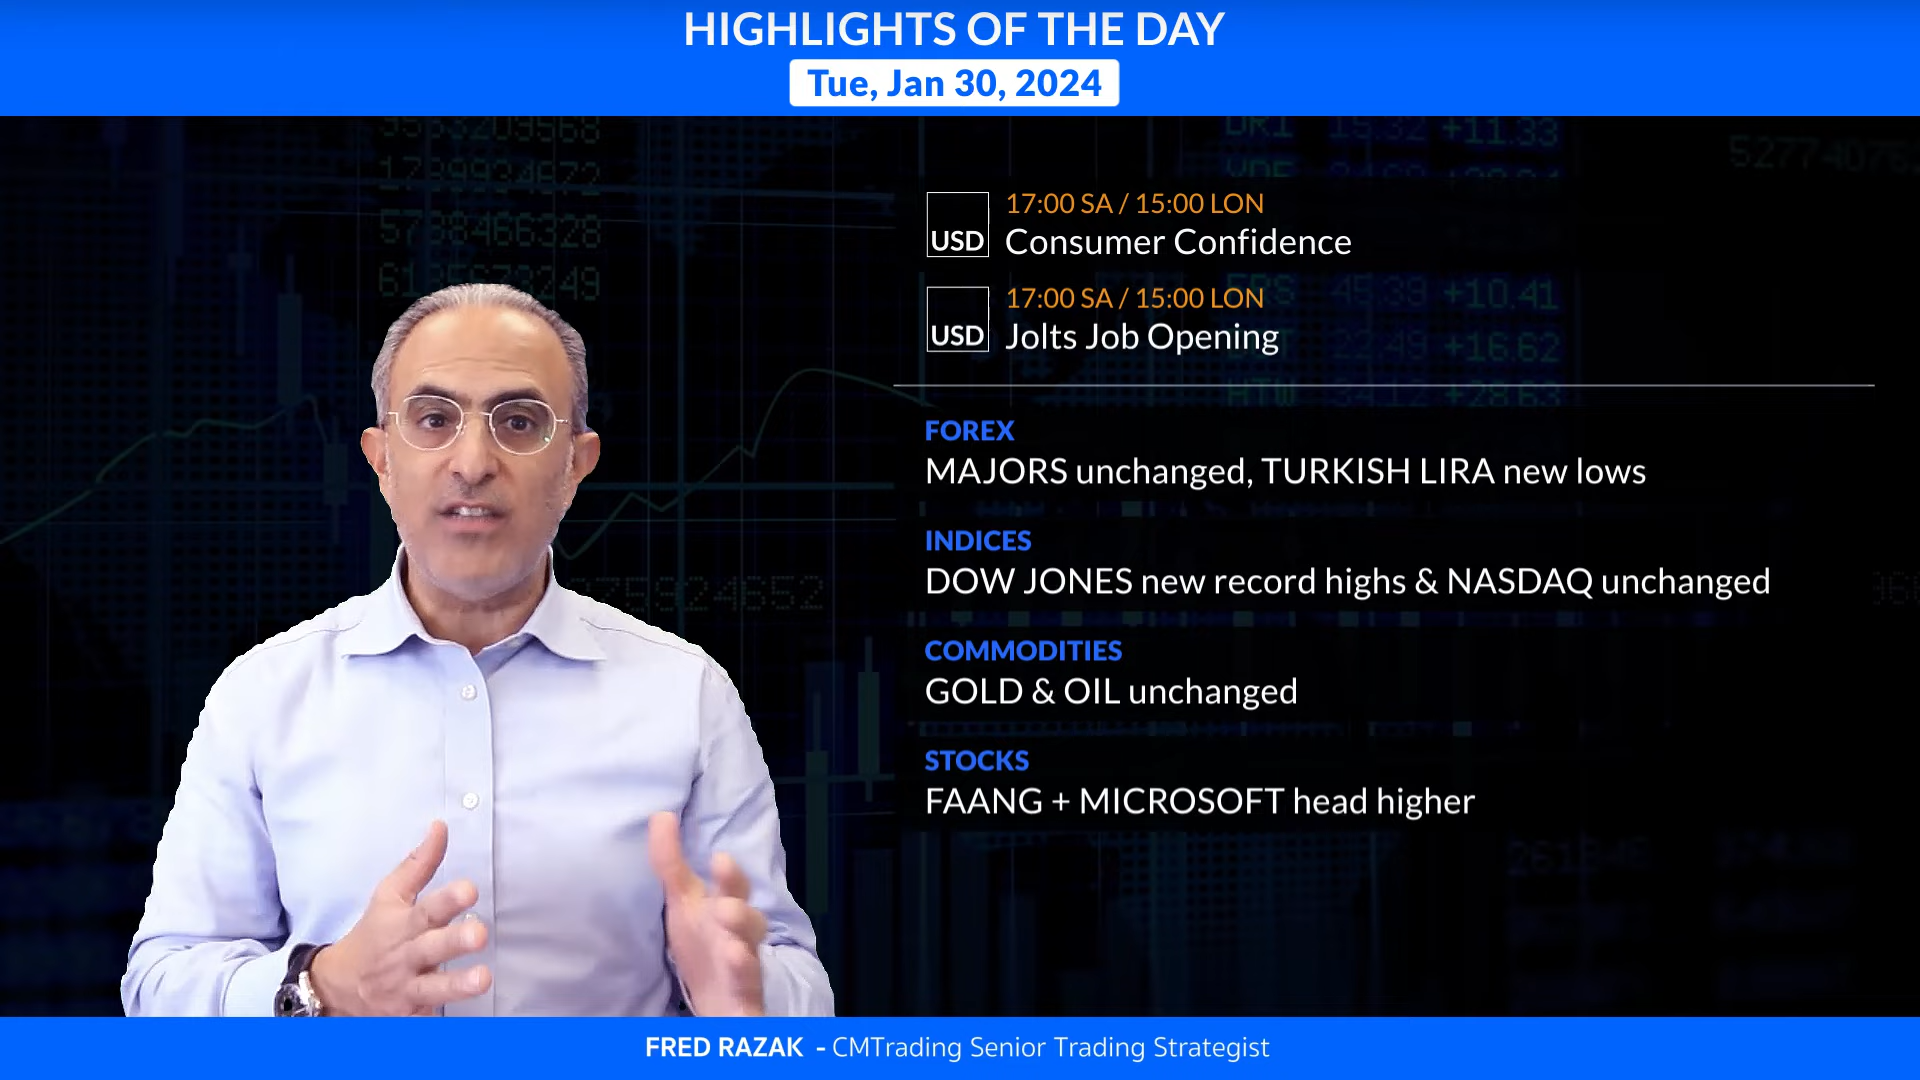 HIGHLIGHTS OF THE DAY
Tue, Jan 30, 2024
17:00 SA / 15:00 LON
USD Consumer Confidence
17:00 SA / 15:00 LON
USD Jolts Job Opening
FOREX
MAJORS unchanged, TURKISH LIRA new lows
INDICES
DOW JONES new record highs & NASDAQ unchanged
COMMODITIES
GOLD & OIL unchanged
STOCKS
FAANG + MICROSOFT head higher
FRED RAZAK - CMTrading Senior Trading Strategist